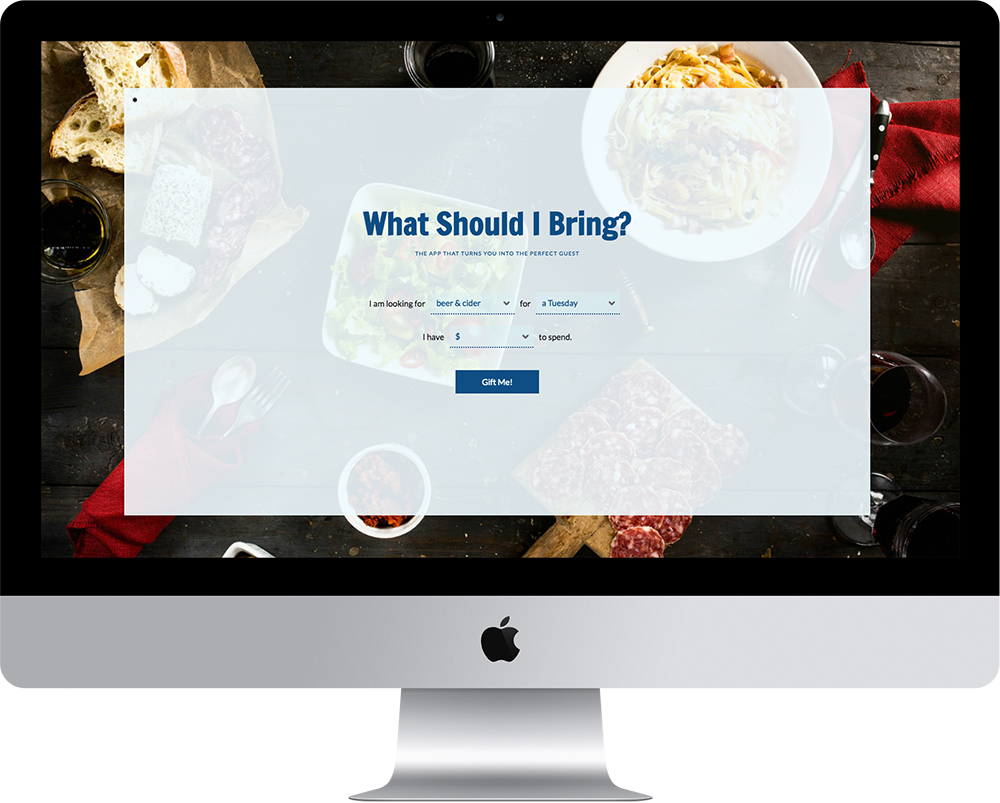 What Should I Bring?
THE APP THAT TURNS YOU INTO THE PERFECT GUEST
I am looking for beer & cider for a Tuesday
I have $ to spend.
Gift Me!